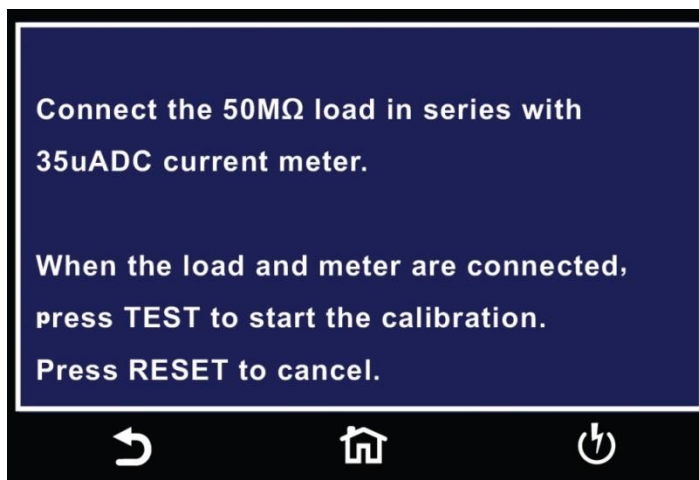 Connect the 50MΩ load in series with
35uADC current meter.
When the load and meter are connected,
press TEST to start the calibration.
Press RESET to cancel.